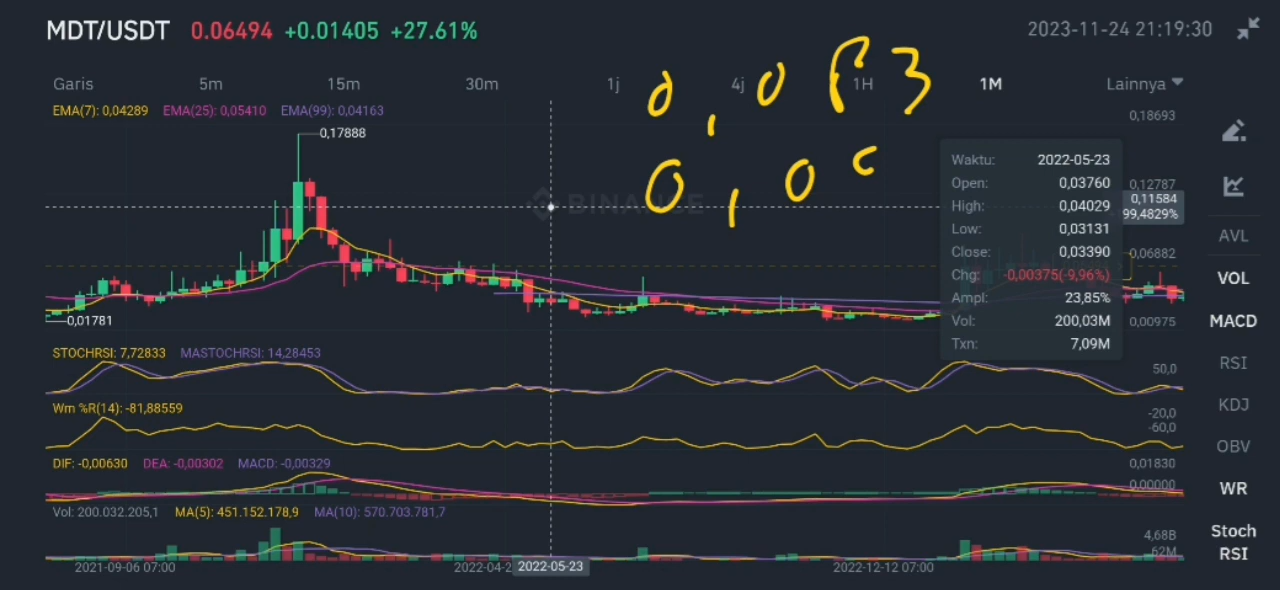 MDT/USDT 0.06494 +0.01405 +27.61% 2023-11-24 21:19:30
Garis 5m 15m 30m 1j 4j 1H 1M Lainnya
EMA(7): 0,04289 EMA(25): 0,05410 EMA(99): 0,04163
0,18693
0,17888
0,12787
0,11584
99,4829%
0,06882
0,00975
0,01781
BINANCE
Waktu: 2022-05-23
Open: 0,03760
High: 0,04029
Low: 0,03131
Close: 0,03390
Chg: -0,00375(-9,96%)
Ampl: 23,85%
Vol: 200,03M
Txn: 7,09M
AVL
VOL
MACD
RSI
KDJ
OBV
WR
Stoch
RSI
STOCHRSI: 7,72833 MASTOCHRSI: 14,28453
50,0
Wm %R(14): -81,88559
-20,0
-60,0
DIF: -0,00630 DEA: -0,00302 MACD: -0,00329
0,01830
0,00000
Vol: 200.032.205,1 MA(5): 451.152.178,9 MA(10): 570.703.781,7
4,68B
62M
2021-09-06 07:00 2022-04-2 2022-05-23 2022-12-12 07:00